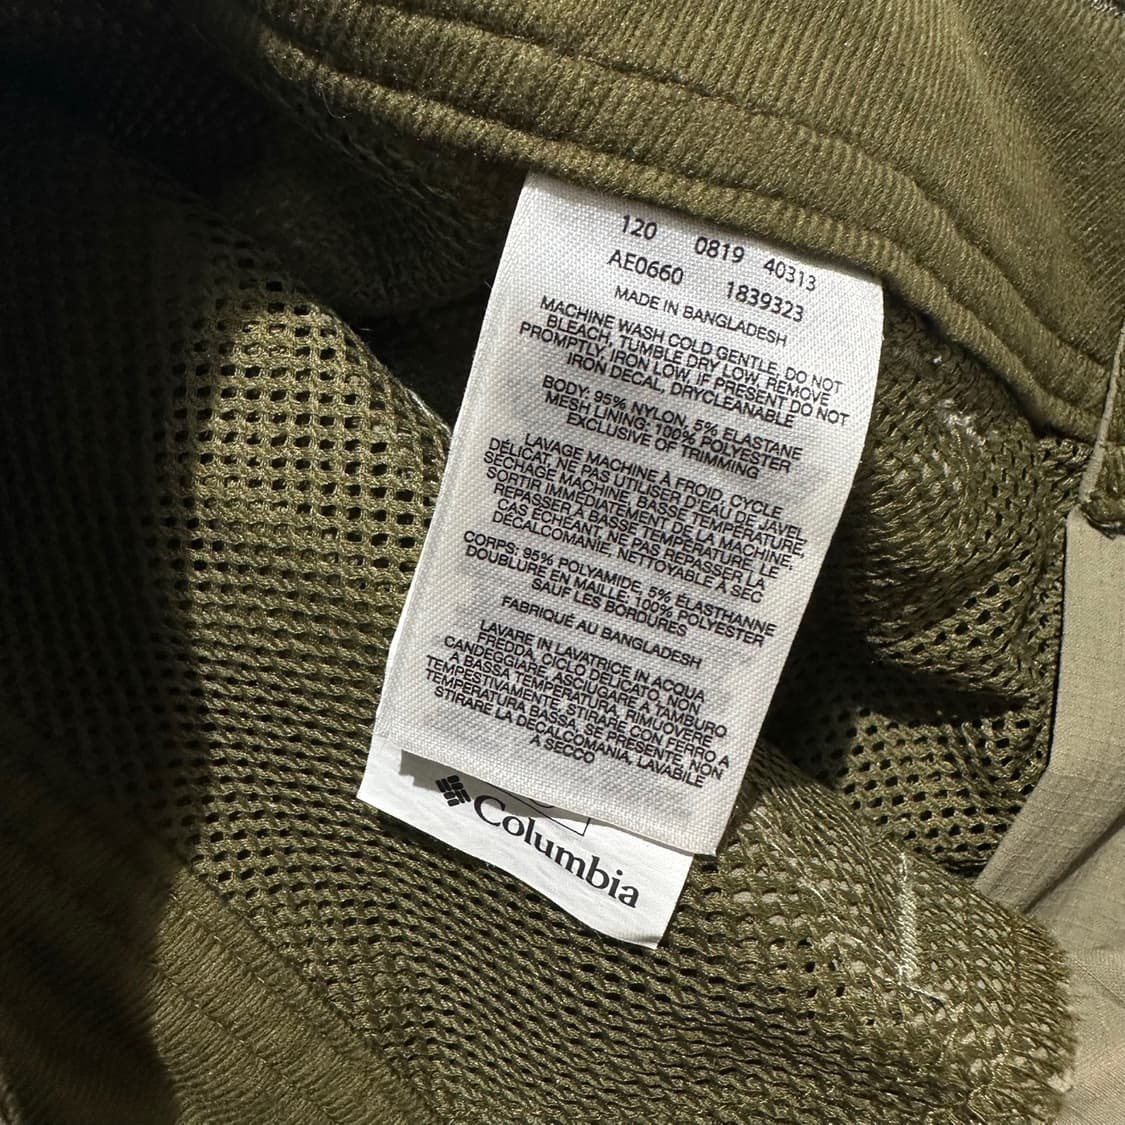 120 0819 40313
AE0660 1839323
MADE IN BANGLADESH
MACHINE WASH COLD GENTLE, DO NOT
BLEACH, TUMBLE DRY LOW, REMOVE
PROMPTLY, IRON LOW, IF PRESENT DO NOT
IRON DECAL, DRYCLEANABLE
BODY: 95% NYLON, 5% ELASTANE
MESH LINING: 100% POLYESTER
EXCLUSIVE OF TRIMMING
LAVAGE MACHINE À FROID, CYCLE
DÉLICAT, NE PAS UTILISER D'EAU DE JAVEL
SÉCHAGE MACHINE, BASSE TEMPÉRATURE,
SORTIR IMMÉDIATEMENT DE LA MACHINE,
REPASSER À BASSE TEMPÉRATURE, LE
CAS ÉCHÉANT, NE PAS REPASSER LA
DÉCALCOMANIE, NETTOYABLE À SEC
CORPS: 95% POLYAMIDE, 5% ÉLASTHANNE
DOUBLURE EN MAILLE, 100% POLYESTER
SAUF LES BORDURES
FABRIQUÉ AU BANGLADESH
LAVARE IN LAVATRICE IN ACQUA
FREDDA, CICLO DELICATO, NON
CANDEGGIARE, ASCIUGARE A TAMBURO
A BASSA TEMPERATURA, RIMUOVERE
TEMPESTIVAMENTE, STIRARE CON FERRO A
TEMPERATURA BASSA, SE PRESENTE, NON
STIRARE LA DECALCOMANIA, LAVABILE
A SECCO
Columbia